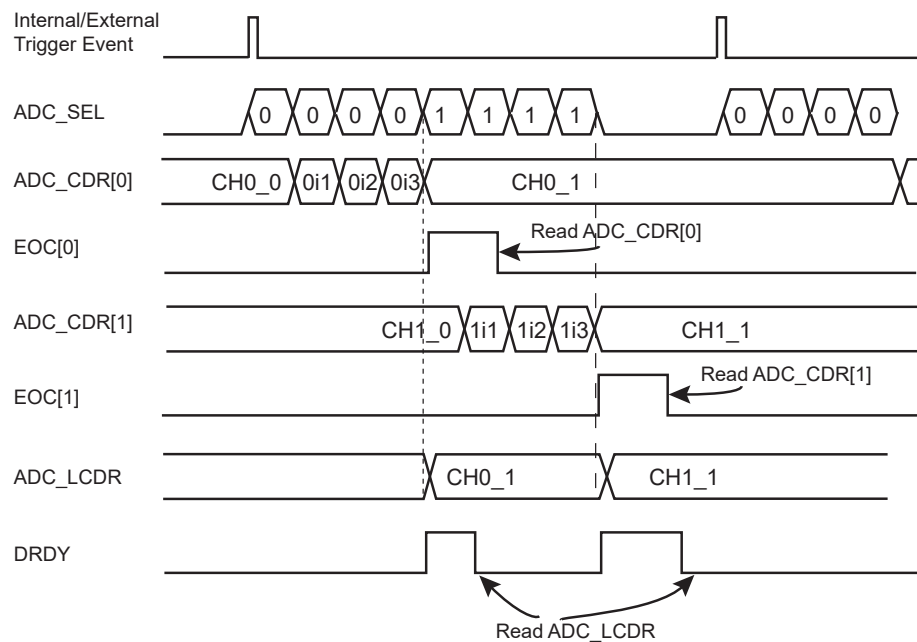 Internal/External
Trigger Event
ADC_SEL
0 0 0 0 1 1 1 1 0 0 0 0
ADC_CDR[0]
CH0_0 0i1 0i2 0i3 CH0_1
EOC[0]
Read ADC_CDR[0]
ADC_CDR[1]
CH1_0 1i1 1i2 1i3 CH1_1
EOC[1]
Read ADC_CDR[1]
ADC_LCDR
CH0_1 CH1_1
DRDY
Read ADC_LCDR